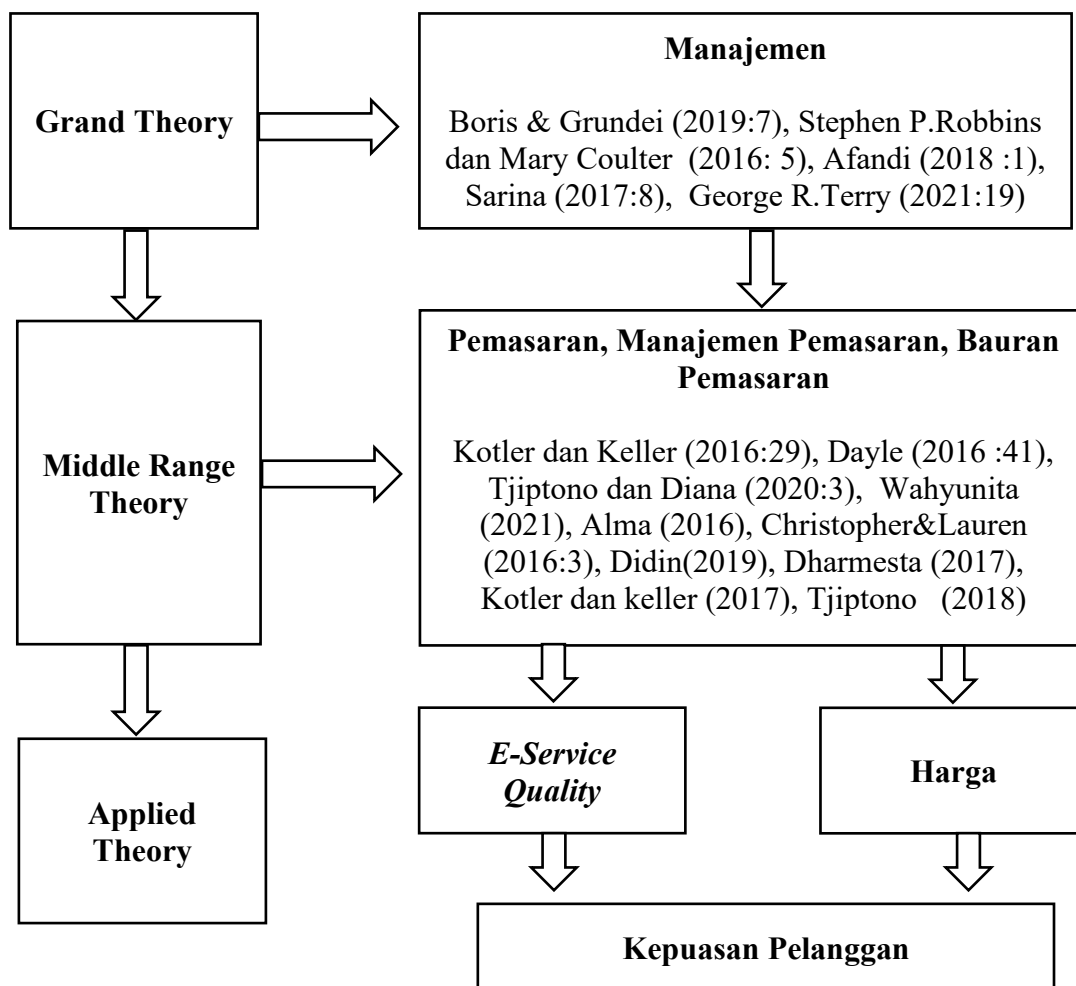 Grand Theory
Manajemen
Boris & Grundei (2019:7), Stephen P.Robbins
dan Mary Coulter (2016: 5), Afandi (2018 :1),
Sarina (2017:8), George R.Terry (2021:19)
Middle Range
Theory
Pemasaran, Manajemen Pemasaran, Bauran
Pemasaran
Kotler dan Keller (2016:29), Dayle (2016 :41),
Tjiptono dan Diana (2020:3), Wahyunita
(2021), Alma (2016), Christopher&Lauren
(2016:3), Didin(2019), Dharmesta (2017),
Kotler dan keller (2017), Tjiptono (2018)
Applied
Theory
E-Service
Quality
Harga
Kepuasan Pelanggan